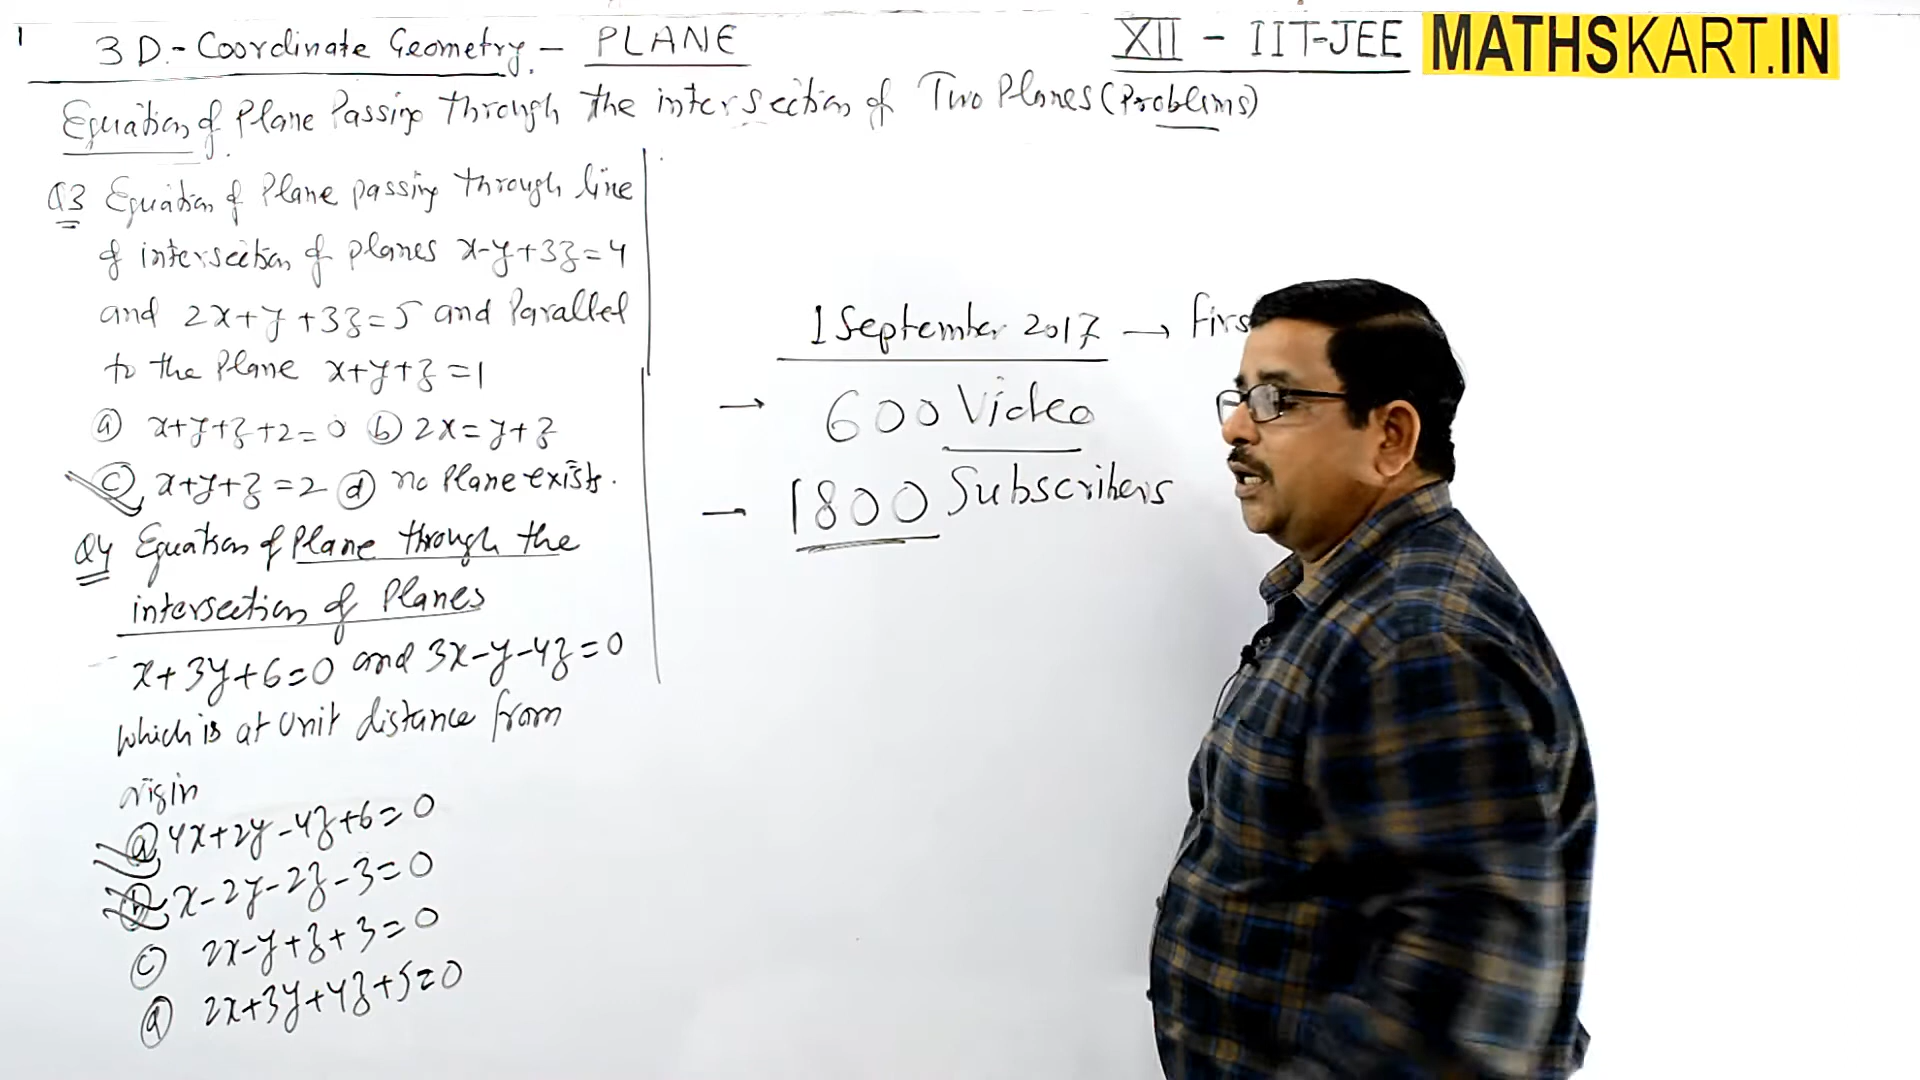 1
3D.-Coordinate Geometry. - PLANE
XII - IIT-JEE
MATHSKART.IN
Equation of Plane Passing through the intersection of Two Planes (Problems)
Q3 Equation of Plane passing through line
of intersection of planes x-y+3z=4
and 2x+y+3z=5 and Parallel
to the Plane x+y+z=1
(a) x+y+z+2=0 (b) 2x=y+z
(c) x+y+z=2 (d) no Plane exists.
Q4 Equation of Plane through the
intersection of Planes
x+3y+6=0 and 3x-y-4z=0
Which is at Unit distance from
origin
(a) 4x+2y-4z+6=0
(b) x-2y-2z-3=0
(c) 2x-y+z+3=0
(d) 2x+3y+4z+5=0
1 September 2017 → firs
→ 600 Video
- 1800 Subscribers